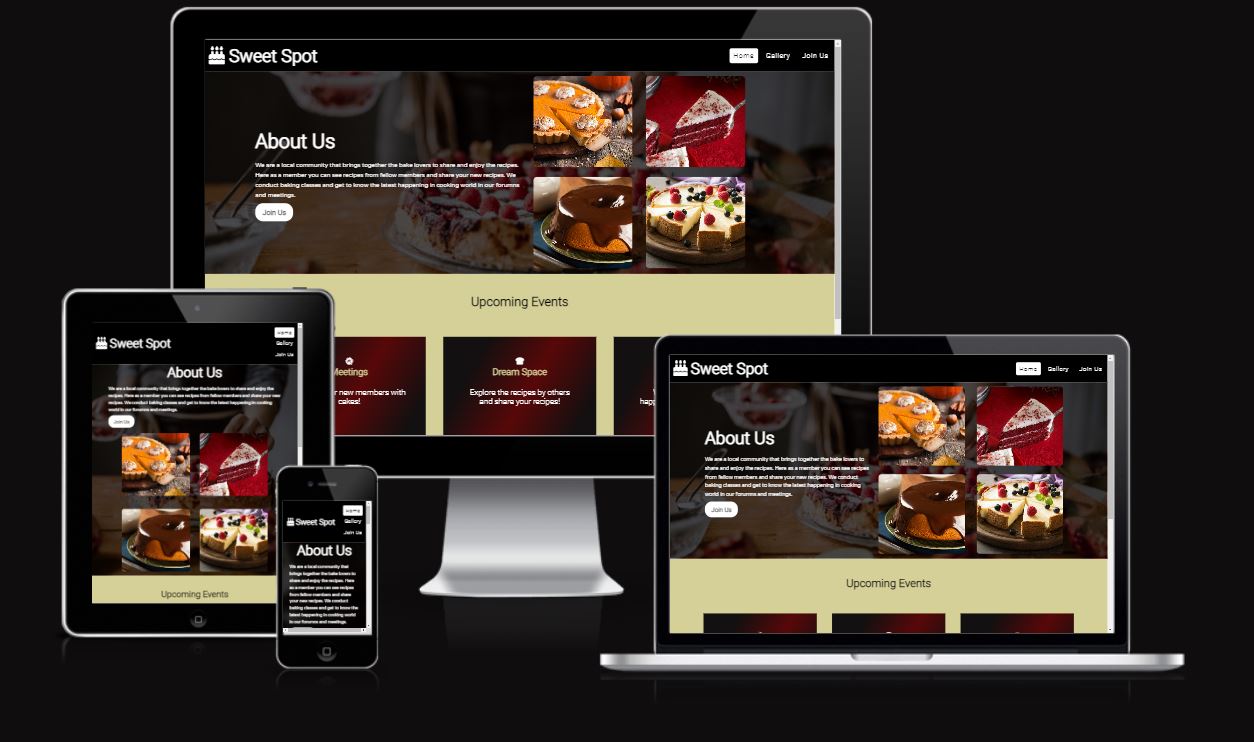 Sweet Spot
Home Gallery Join Us
About Us
We are a local community that brings together the bake lovers to share and enjoy the recipes.
Here as a member you can see recipes from fellow members and share your new recipes. We
conduct baking classes and get to know the latest happening in cooking world in our forumns
and meetings.
Join Us
Upcoming Events
Meetings
new members with
cakes!
Dream Space
Explore the recipes by others
and share your recipes!
Sweet Spot
Home
Gallery
Join Us
About Us
We are a local community that brings together the bake lovers to share and enjoy the
recipes. Here as a member you can see recipes from fellow members and share your new
recipes. We conduct baking classes and get to know the latest happening in cooking
world in our forumns and meetings.
Join Us
Upcoming Events
Sweet Spot
Home
Gallery
Join Us
About Us
We are a local community that
brings together the bake lovers to
share and enjoy the recipes. Here
as a member you can see recipes
from fellow members and share
your new recipes. We conduct
baking classes and get to know the
latest happening in cooking world
in our forumns and meetings.
Sweet Spot
Home Gallery Join Us
About Us
We are a local community that brings together the bake lovers to
share and enjoy the recipes. Here as a member you can see recipes
from fellow members and share your new recipes. We conduct
baking classes and get to know the latest happening in cooking
world in our forumns and meetings.
Join Us
Upcoming Events